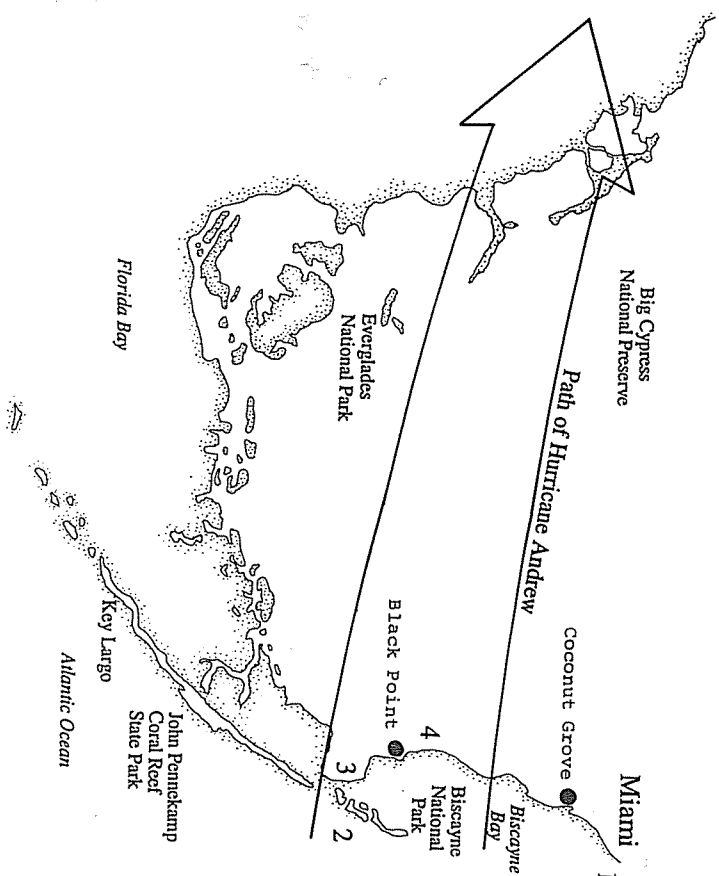 Big Cypress
National Preserve
Path of Hurricane Andrew
Everglades
National Park
Florida Bay
Coconut Grove
Black Point
Miami
Biscayne
Bay
Biscayne
National
Park
4
3
2
Key Largo
John Pennekamp
Coral Reef
State Park
Atlantic Ocean